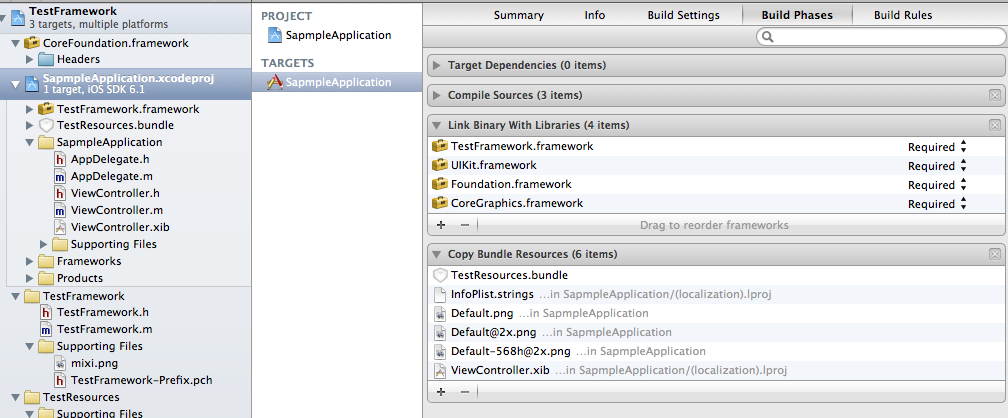 TestFramework
3 targets, multiple platforms
CoreFoundation.framework
Headers
SapmpleApplication.xcodeproj
1 target, iOS SDK 6.1
TestFramework.framework
TestResources.bundle
SapmpleApplication
AppDelegate.h
AppDelegate.m
ViewController.h
ViewController.m
ViewController.xib
Supporting Files
Frameworks
Products
TestFramework
TestFramework.h
TestFramework.m
Supporting Files
mixi.png
TestFramework-Prefix.pch
TestResources
Supporting Files
PROJECT
SapmpleApplication
TARGETS
SapmpleApplication
Summary Info Build Settings Build Phases Build Rules
Target Dependencies (0 items)
Compile Sources (3 items)
Link Binary With Libraries (4 items)
TestFramework.framework Required
UIKit.framework Required
Foundation.framework Required
CoreGraphics.framework Required
+ − Drag to reorder frameworks
Copy Bundle Resources (6 items)
TestResources.bundle
InfoPlist.strings ...in SapmpleApplication/(localization).lproj
Default.png ...in SapmpleApplication
Default@2x.png ...in SapmpleApplication
Default-568h@2x.png ...in SapmpleApplication
ViewController.xib ...in SapmpleApplication/(localization).lproj
+ −